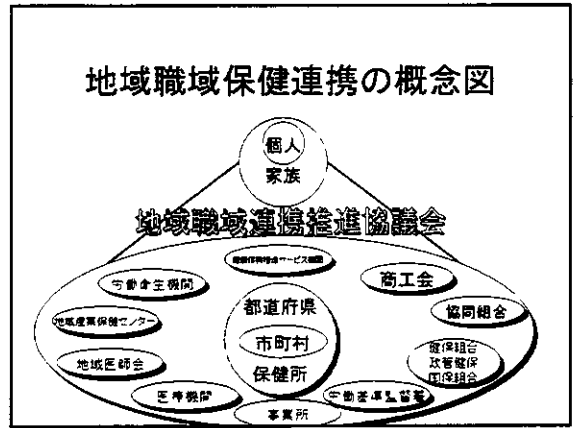 地域職域保健連携の概念図
個人
家族
地域職域連携推進協議会
商工会
労働衛生機関
都道府県
協同組合
地域産業保健センター
市町村
健保組合
政管健保
国保組合
地域医師会
保健所
医療機関
労働基準監督署
事業所